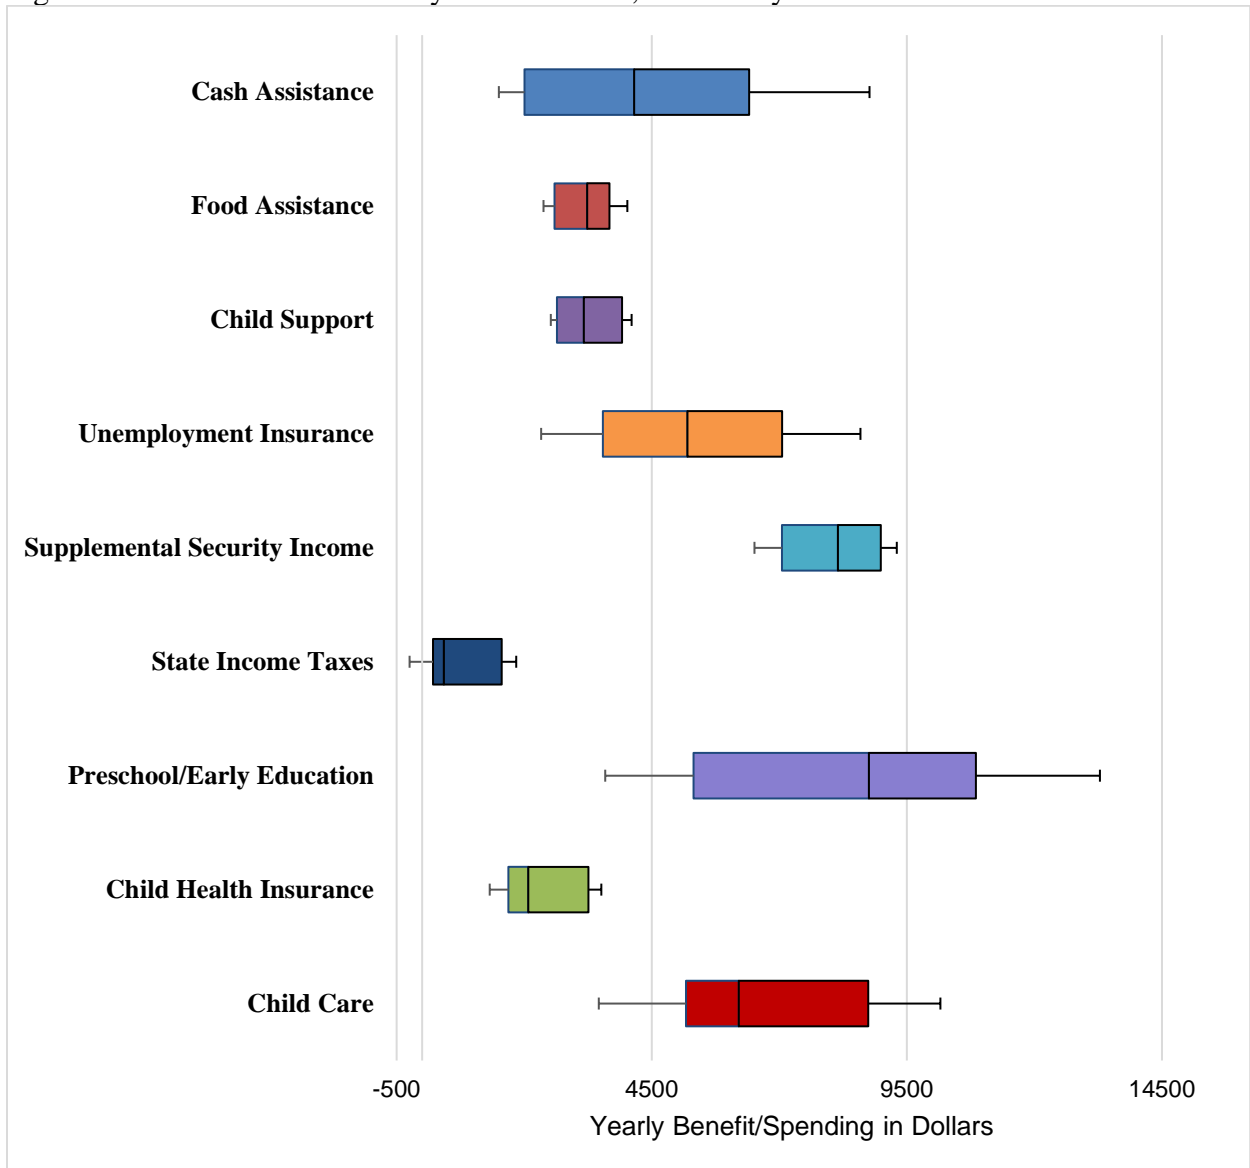 Cash Assistance
Food Assistance
Child Support
Unemployment Insurance
Supplemental Security Income
State Income Taxes
Preschool/Early Education
Child Health Insurance
Child Care
-500 4500 9500 14500
Yearly Benefit/Spending in Dollars